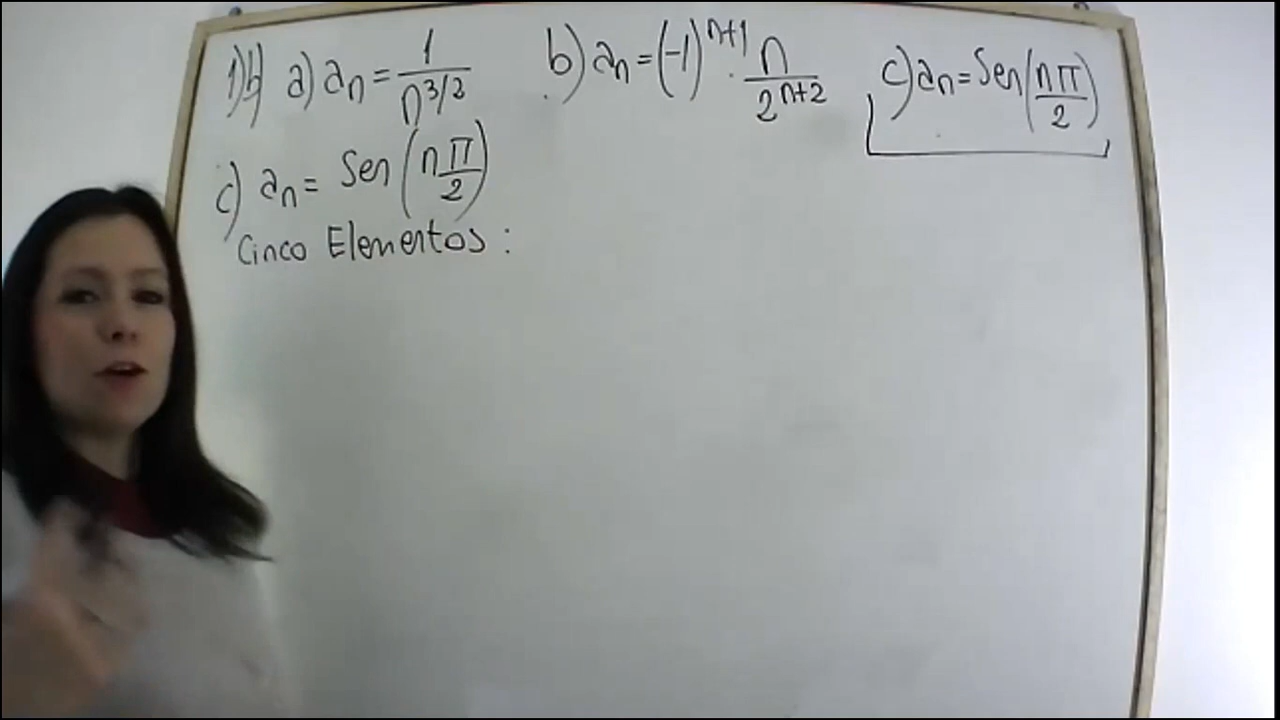 1)b) a) an = 1/n^3/2 b) an = (-1)^n+1 . n/2^n+2 c) an = Sen(nπ/2)
c) an = Sen(nπ/2)
Cinco Elementos :